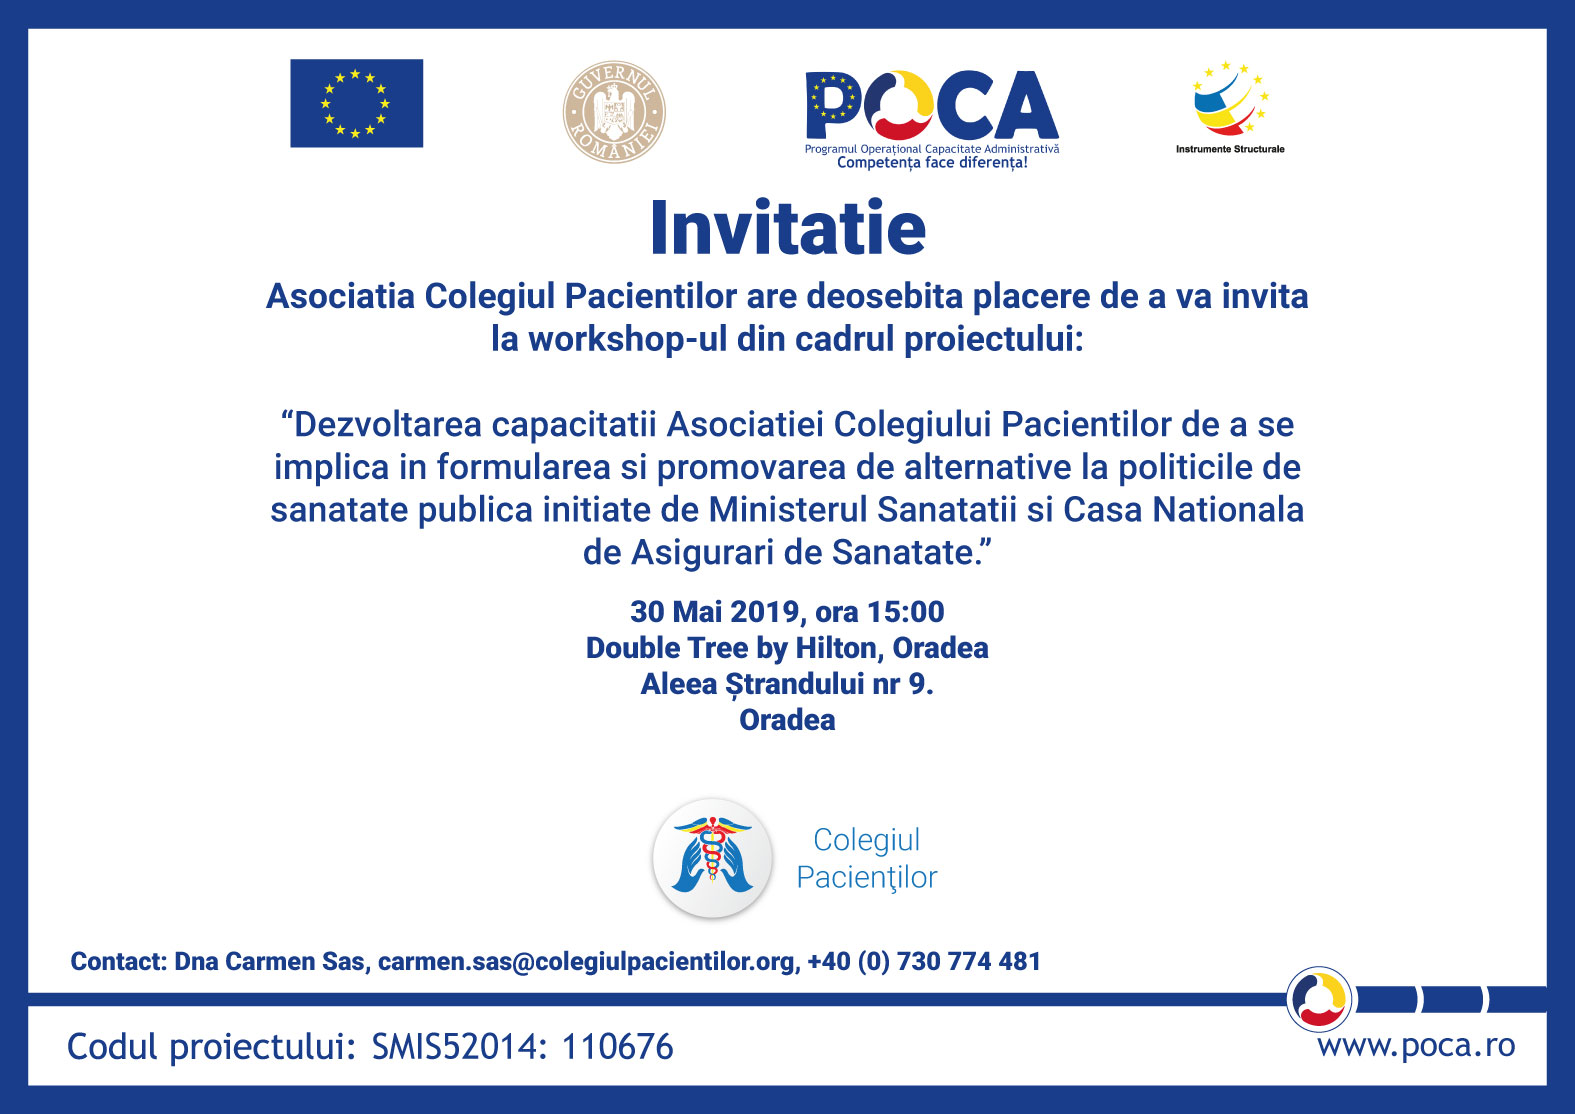 GUVERNUL ROMÂNIEI
POCA
Programul Operațional Capacitate Administrativă
Competența face diferența!
Instrumente Structurale
Invitatie
Asociatia Colegiul Pacientilor are deosebita placere de a va invita
la workshop-ul din cadrul proiectului:
“Dezvoltarea capacitatii Asociatiei Colegiului Pacientilor de a se
implica in formularea si promovarea de alternative la politicile de
sanatate publica initiate de Ministerul Sanatatii si Casa Nationala
de Asigurari de Sanatate.”
30 Mai 2019, ora 15:00
Double Tree by Hilton, Oradea
Aleea Ștrandului nr 9.
Oradea
Colegiul
Pacienţilor
Contact: Dna Carmen Sas, carmen.sas@colegiulpacientilor.org, +40 (0) 730 774 481
Codul proiectului: SMIS52014: 110676
www.poca.ro